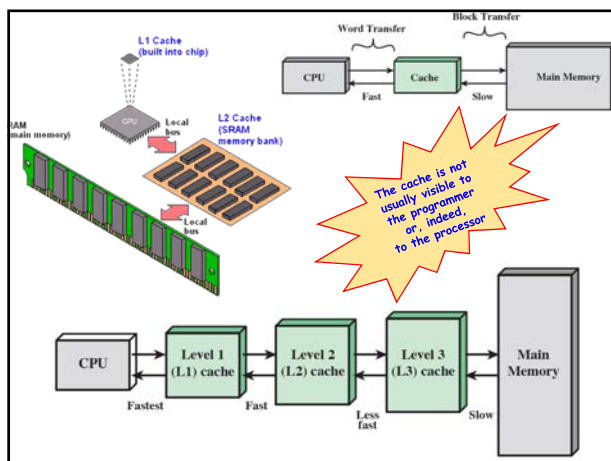 L1 Cache
(built into chip)
CPU
Local
bus
L2 Cache
(SRAM
memory bank)
RAM
(main memory)
Local
bus
Word Transfer
Block Transfer
CPU
Cache
Main Memory
Fast
Slow
The cache is not
usually visible to
the programmer
or, indeed,
to the processor
CPU
Level 1
(L1) cache
Level 2
(L2) cache
Level 3
(L3) cache
Main
Memory
Fastest
Fast
Less
fast
Slow